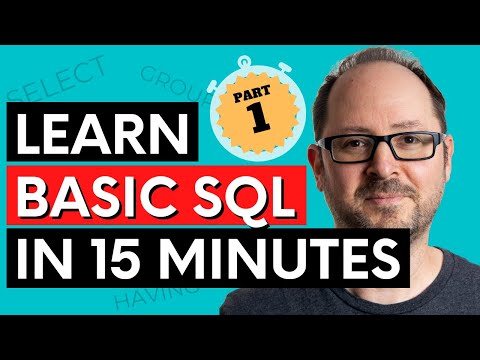 SELECT
GROUP
PART
1
LEARN
BASIC SQL
IN 15 MINUTES
HAVING